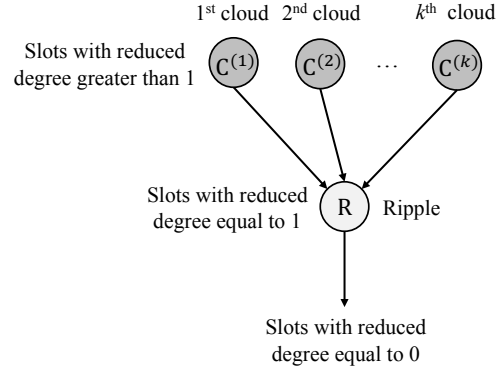 1st cloud 2nd cloud kth cloud
Slots with reduced
degree greater than 1
C(1) C(2) ... C(k)
Slots with reduced
degree equal to 1
R Ripple
Slots with reduced
degree equal to 0